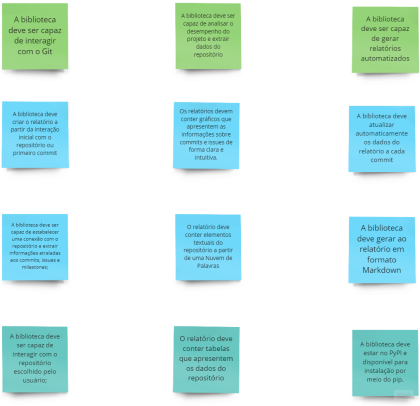 A biblioteca
deve ser capaz
de interagir
com o Git
A biblioteca deve ser
capaz de analisar o
desempenho do
projeto e extrair
dados do
repositório
A biblioteca
deve ser capaz
de gerar
relatórios
automatizados
A biblioteca deve
criar o relatório a
partir da interação
inicial com o
repositório ou
primeiro commit
Os relatórios devem
conter gráficos que
apresentem as
informações sobre
commits e issues de
forma clara e
intuitiva.
A biblioteca deve
atualizar
automaticamente
os dados do
relatório a cada
commit
A biblioteca deve ser
capaz de estabelecer
uma conexão com o
repositório e extrair
informações atreladas
aos commits; issues e
milestones;
O relatório deve
conter elementos
textuais do
repositório a partir
de uma Nuvem de
Palavras
A biblioteca
deve gerar ao
relatório em
formato
Markdown
A biblioteca deve
ser capaz de
interagir com o
repositório
escolhido pelo
usuário;
O relatório deve
conter tabelas
que apresentem
os dados do
repositório
A biblioteca deve
estar no PyPI e
disponível para
instalação por
meio do pip.